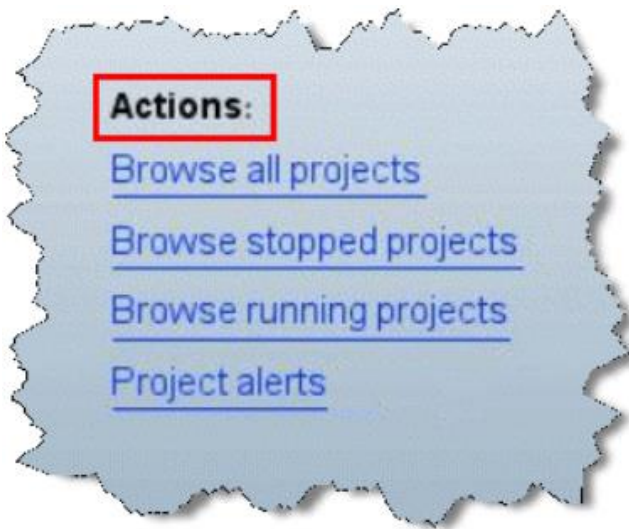 Actions:
Browse all projects
Browse stopped projects
Browse running projects
Project alerts